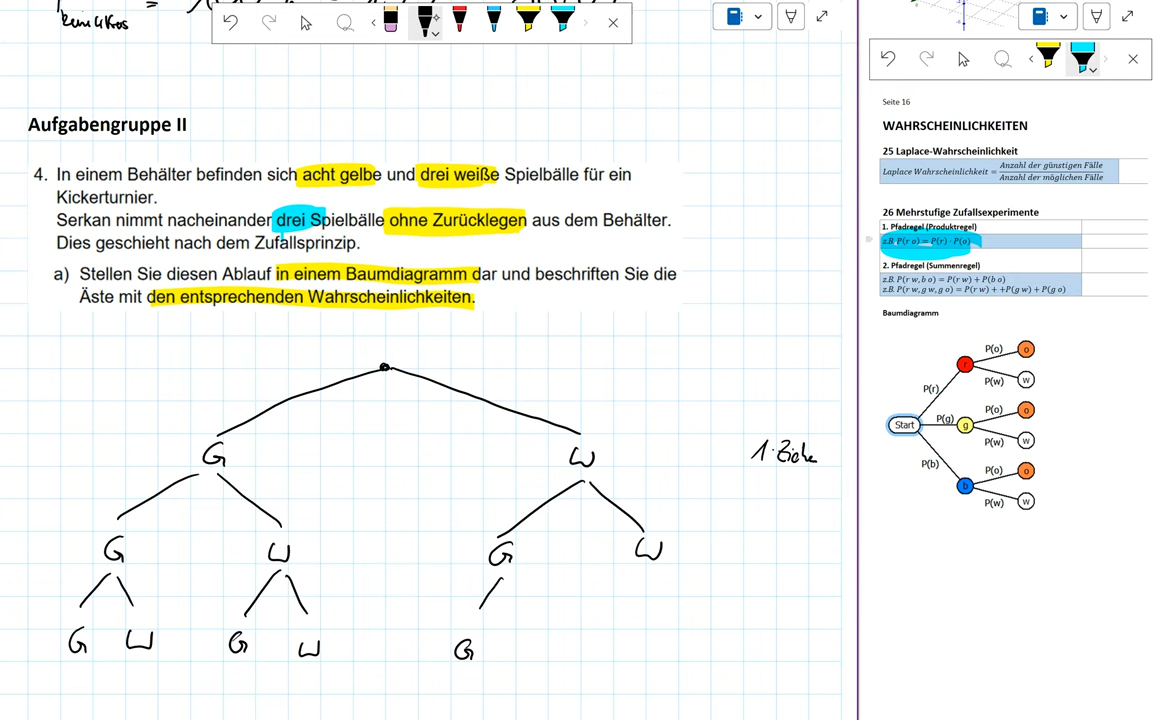 keinukos =
Aufgabengruppe II
4. In einem Behälter befinden sich acht gelbe und drei weiße Spielbälle für ein
Kickerturnier.
Serkan nimmt nacheinander drei Spielbälle ohne Zurücklegen aus dem Behälter.
Dies geschieht nach dem Zufallsprinzip.
a) Stellen Sie diesen Ablauf in einem Baumdiagramm dar und beschriften Sie die
Äste mit den entsprechenden Wahrscheinlichkeiten.
G W 1. Ziehe
G W G W
G W G W G
Seite 16
WAHRSCHEINLICHKEITEN
25 Laplace-Wahrscheinlichkeit
Laplace Wahrscheinlichkeit = Anzahl der günstigen Fälle
Anzahl der möglichen Fälle
26 Mehrstufige Zufallsexperimente
1. Pfadregel (Produktregel)
z.B. P(r o) = P(r) · P(o)
2. Pfadregel (Summenregel)
z.B. P(r w, b o) = P(r w) + P(b o)
z.B. P(r w, g w, g o) = P(r w) + +P(g w) + P(g o)
Baumdiagramm
P(o) o
r
P(w) w
P(r)
P(o) o
Start P(g) g
P(w) w
P(b)
P(o) o
b
P(w) w